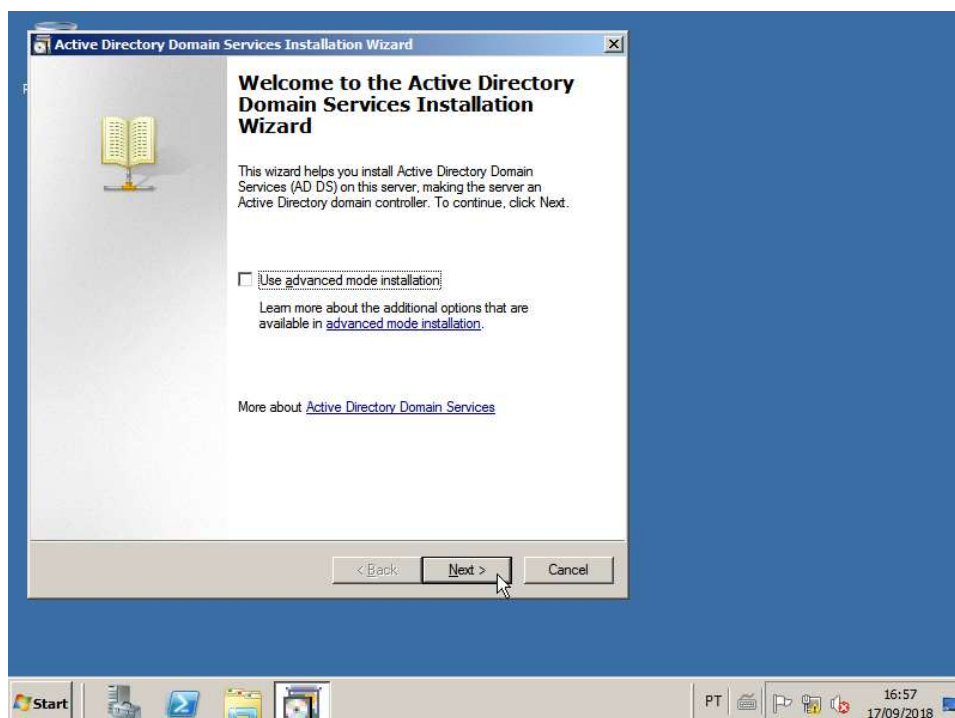 Active Directory Domain Services Installation Wizard
Welcome to the Active Directory
Domain Services Installation
Wizard
This wizard helps you install Active Directory Domain
Services (AD DS) on this server, making the server an
Active Directory domain controller. To continue, click Next.
Use advanced mode installation
Learn more about the additional options that are
available in advanced mode installation.
More about Active Directory Domain Services
< Back Next > Cancel
Start PT 16:57
17/09/2018